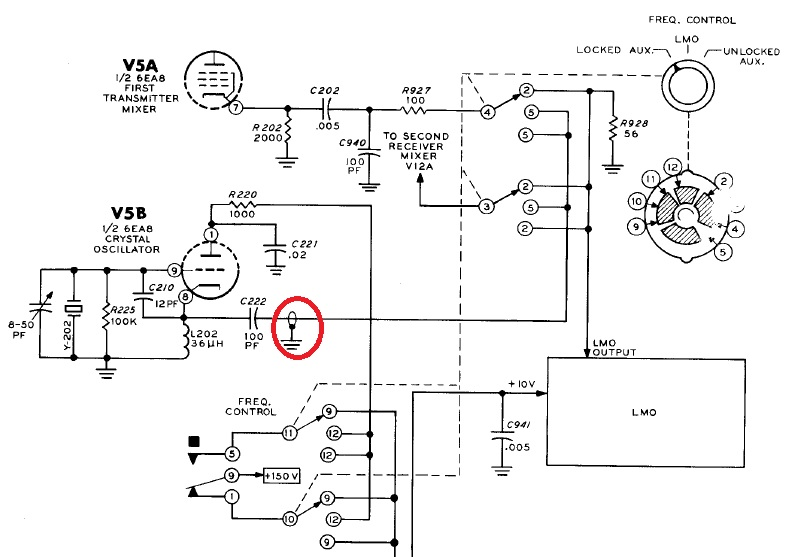 FREQ. CONTROL
LMO
LOCKED AUX.
UNLOCKED
AUX.
V5A
1/2 6EA8
FIRST
TRANSMITTER
MIXER
7
C202
.005
R927
100
R202
2000
C940
100
PF
TO SECOND
RECEIVER
MIXER
V12A
4
2
5
5
R928
56
3
2
5
2
12
11
2
10
9
4
5
V5B
1/2 6EA8
CRYSTAL
OSCILLATOR
R220
1000
1
C221
.02
9
8
C210
12PF
C222
100
PF
8-50
PF
Y-202
R225
100K
L202
36μH
LMO
OUTPUT
+10V
LMO
C941
.005
FREQ.
CONTROL
11
9
12
12
5
9
+150V
1
10
9
12
9